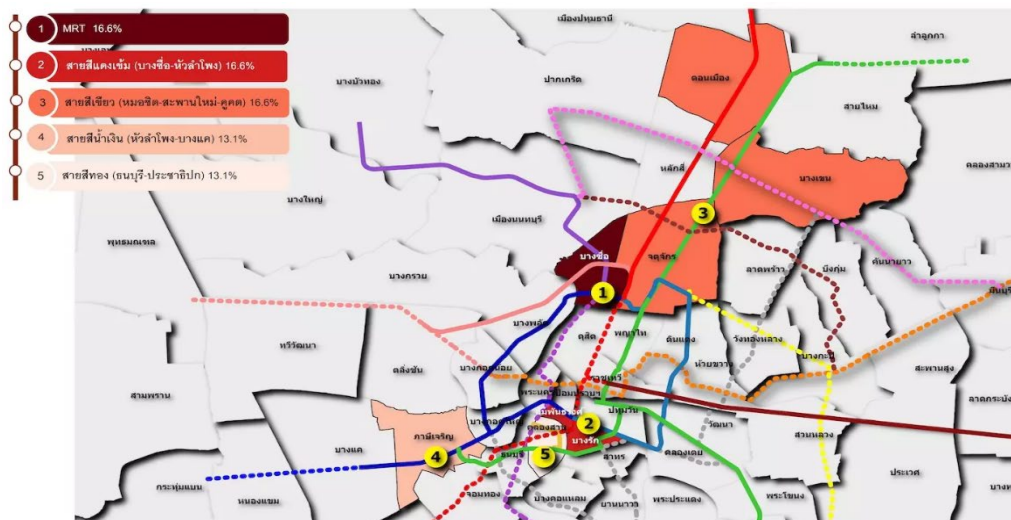 1 MRT 16.6%
2 สายสีแดงเข้ม (บางซื่อ-หัวลำโพง) 16.6%
3 สายสีเขียว (หมอชิต-สะพานใหม่-คูคต) 16.6%
4 สายสีน้ำเงิน (หัวลำโพง-บางแค) 13.1%
5 สายสีทอง (ธนบุรี-ประชาธิปก) 13.1%
เมืองปทุมธานี
ลำลูกกา
บางบัวทอง
ปากเกร็ด
ดอนเมือง
สายไหม
หลักสี่
บางเขน
คลองสามวา
บางใหญ่
เมืองนนทบุรี
3
พุทธมณฑล
บางกรวย
บางซื่อ
จตุจักร
ลาดพร้าว
บึงกุ่ม
คันนายาว
มีนบุรี
1
บางพลัด
ดุสิต
พญาไท
ดินแดง
ห้วยขวาง
วังทองหลาง
บางกะปิ
สะพานสูง
ทวีวัฒนา
ตลิ่งชัน
บางกอกน้อย
ราชเทวี
สามพราน
พระนคร
ป้อมปราบฯ
ลาดกระบัง
สัมพันธวงศ์
ปทุมวัน
วัฒนา
สวนหลวง
บางกอกใหญ่
คลองสาน
2
บางรัก
ภาษีเจริญ
บางแค
4
5
ธนบุรี
สาทร
คลองเตย
ประเวศ
กระทุ่มแบน
หนองแขม
จอมทอง
บางคอแหลม
ยานนาวา
พระประแดง
พระโขนง